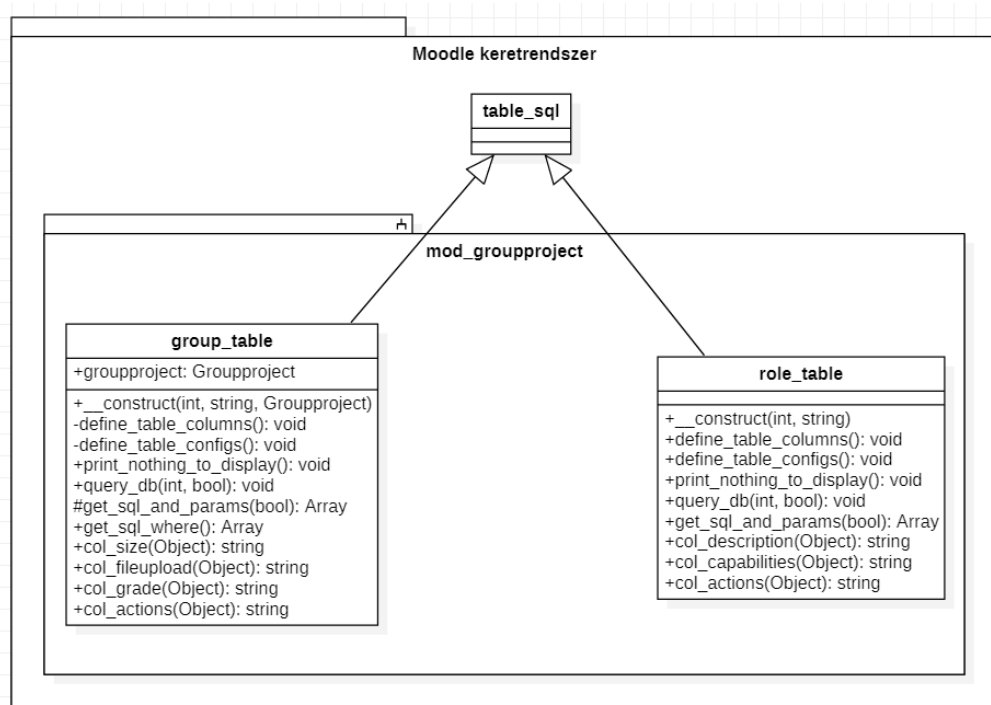 Moodle keretrendszer
table_sql
mod_groupproject
group_table
+groupproject: Groupproject
+__construct(int, string, Groupproject)
-define_table_columns(): void
-define_table_configs(): void
+print_nothing_to_display(): void
+query_db(int, bool): void
#get_sql_and_params(bool): Array
+get_sql_where(): Array
+col_size(Object): string
+col_fileupload(Object): string
+col_grade(Object): string
+col_actions(Object): string
role_table
+__construct(int, string)
+define_table_columns(): void
+define_table_configs(): void
+print_nothing_to_display(): void
+query_db(int, bool): void
+get_sql_and_params(bool): Array
+col_description(Object): string
+col_capabilities(Object): string
+col_actions(Object): string